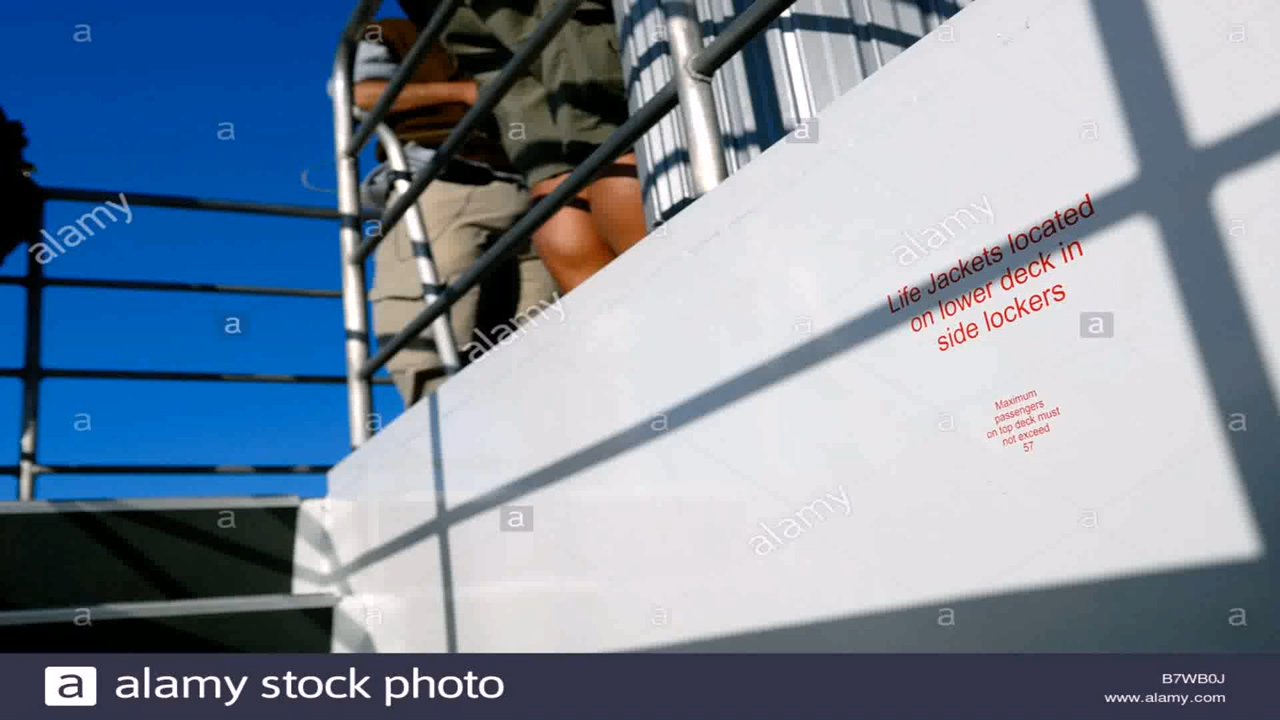 Life Jackets located
on lower deck in
side lockers
Maximum
passengers
on top deck must
not exceed
57
alamy
alamy
alamy
alamy
a alamy stock photo
B7WB0J
www.alamy.com